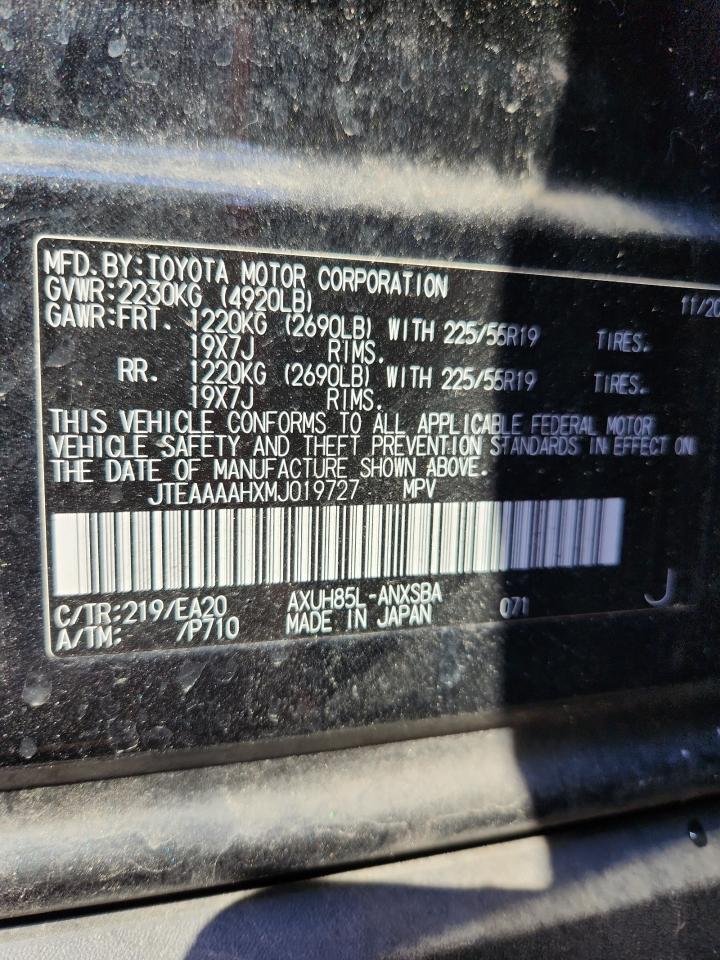 MFD.BY:TOYOTA MOTOR CORPORATION 11/20
GVWR:2230KG (4920LB)
GAWR:FRT. 1220KG (2690LB) WITH 225/55R19 TIRES.
19X7J RIMS.
RR. 1220KG (2690LB) WITH 225/55R19 TIRES.
19X7J RIMS.
THIS VEHICLE CONFORMS TO ALL APPLICABLE FEDERAL MOTOR
VEHICLE SAFETY AND THEFT PREVENTION STANDARDS IN EFFECT ON
THE DATE OF MANUFACTURE SHOWN ABOVE.
JTEAAAAHXMJ019727 MPV
C/TR:219/EA20 AXUH85L-ANXSBA 071 J
A/TM: /P710 MADE IN JAPAN